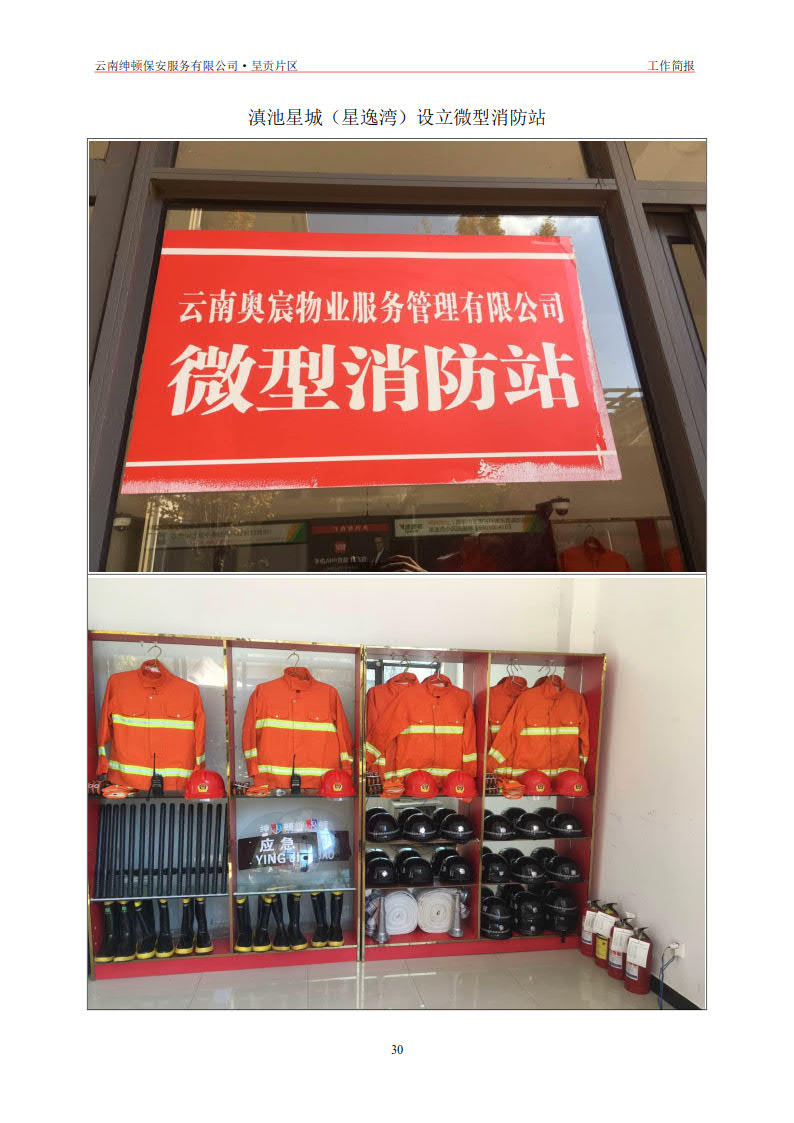 云南绅顿保安服务有限公司·呈贡片区
工作简报
滇池星城（星逸湾）设立微型消防站
云南奥宸物业服务管理有限公司
微型消防站
应急
YING
30